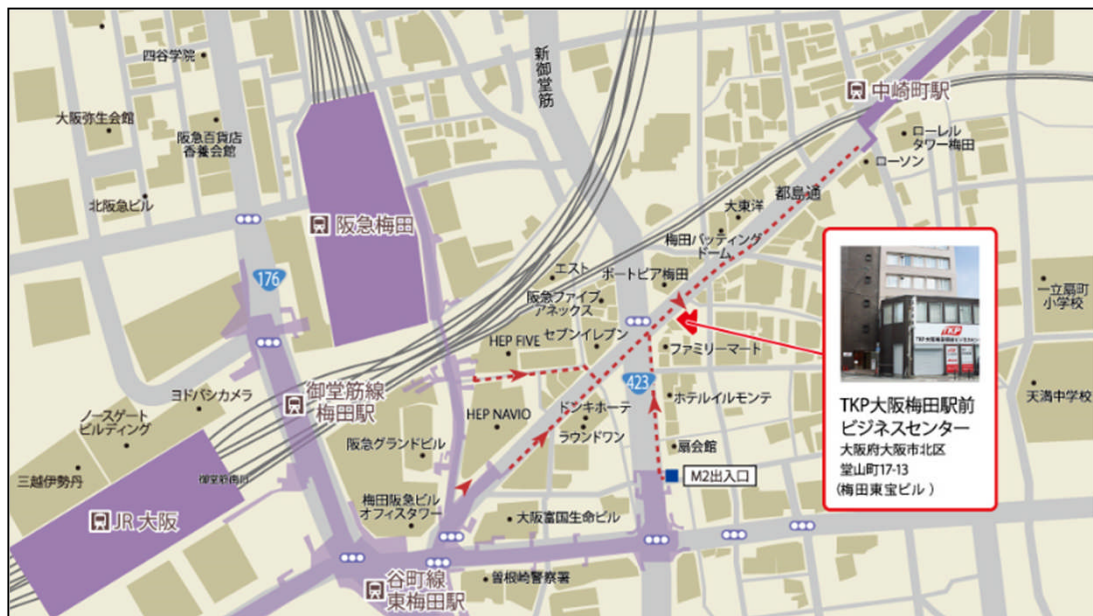 四谷学院
新御堂筋
中崎町駅
大阪弥生会館
阪急百貨店
香養会館
ローレル
タワー梅田
ローソン
北阪急ビル
阪急梅田
都島通
大東洋
梅田バッティング
ドーム
176
エスト
ポートピア梅田
阪急ファイブ
アネックス
一立扇町
小学校
HEP FIVE
セブンイレブン
ファミリーマート
TKP
御堂筋線
梅田駅
ヨドバシカメラ
423
ノースゲート
ビルディング
HEP NAVIO
ドンキホーテ
ラウンドワン
ホテルイルモンテ
天満中学校
TKP大阪梅田駅前
ビジネスセンター
大阪府大阪市北区
堂山町17-13
(梅田東宝ビル )
阪急グランドビル
扇会館
三越伊勢丹
M2出入口
JR 大阪
梅田阪急ビル
オフィスタワー
大阪富国生命ビル
谷町線
東梅田駅
曽根崎警察署